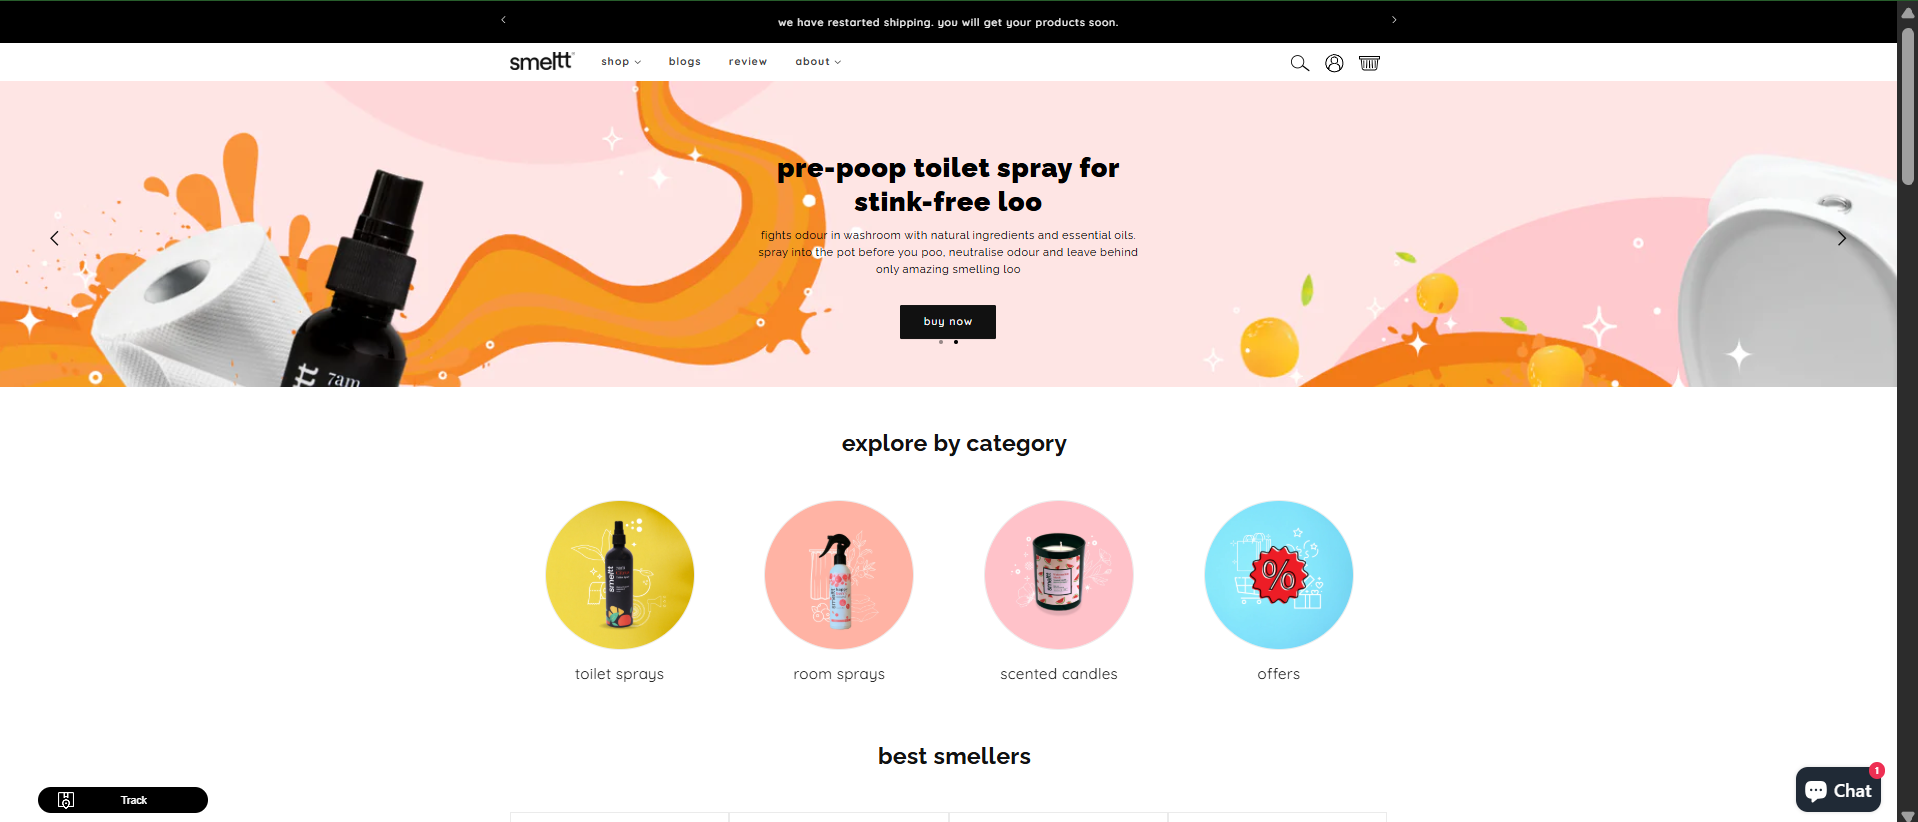 we have restarted shipping. you will get your products soon.
smeltt
shop
blogs
review
about
pre-poop toilet spray for
stink-free loo
fights odour in washroom with natural ingredients and essential oils.
spray into the pot before you poo, neutralise odour and leave behind
only amazing smelling loo
buy now
7am
explore by category
smeltt
smeltt
smeltt
%
toilet sprays
room sprays
scented candles
offers
best smellers
Track
1
Chat